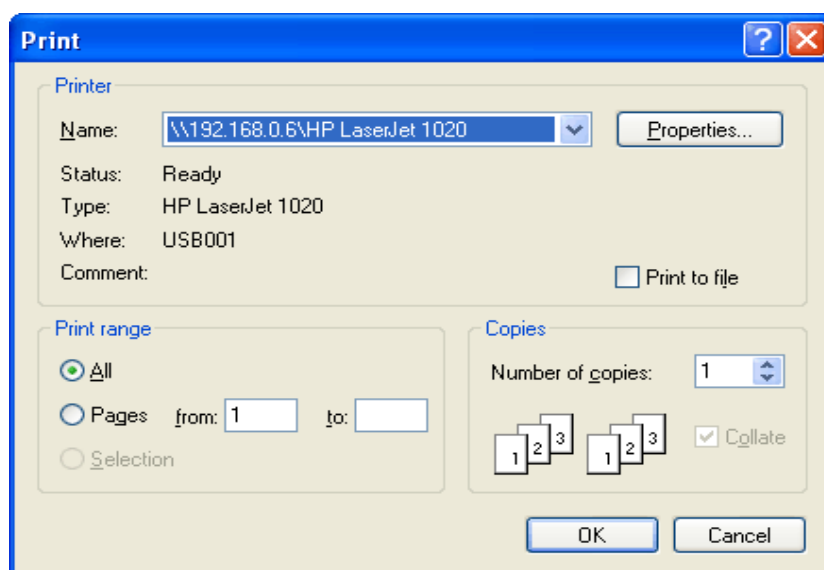 Print
Printer
Name: \\192.168.0.6\HP LaserJet 1020 Properties...
Status: Ready
Type: HP LaserJet 1020
Where: USB001
Comment: Print to file
Print range
All
Pages from: 1 to:
Selection
Copies
Number of copies: 1
1 2 3 1 2 3 Collate
OK Cancel